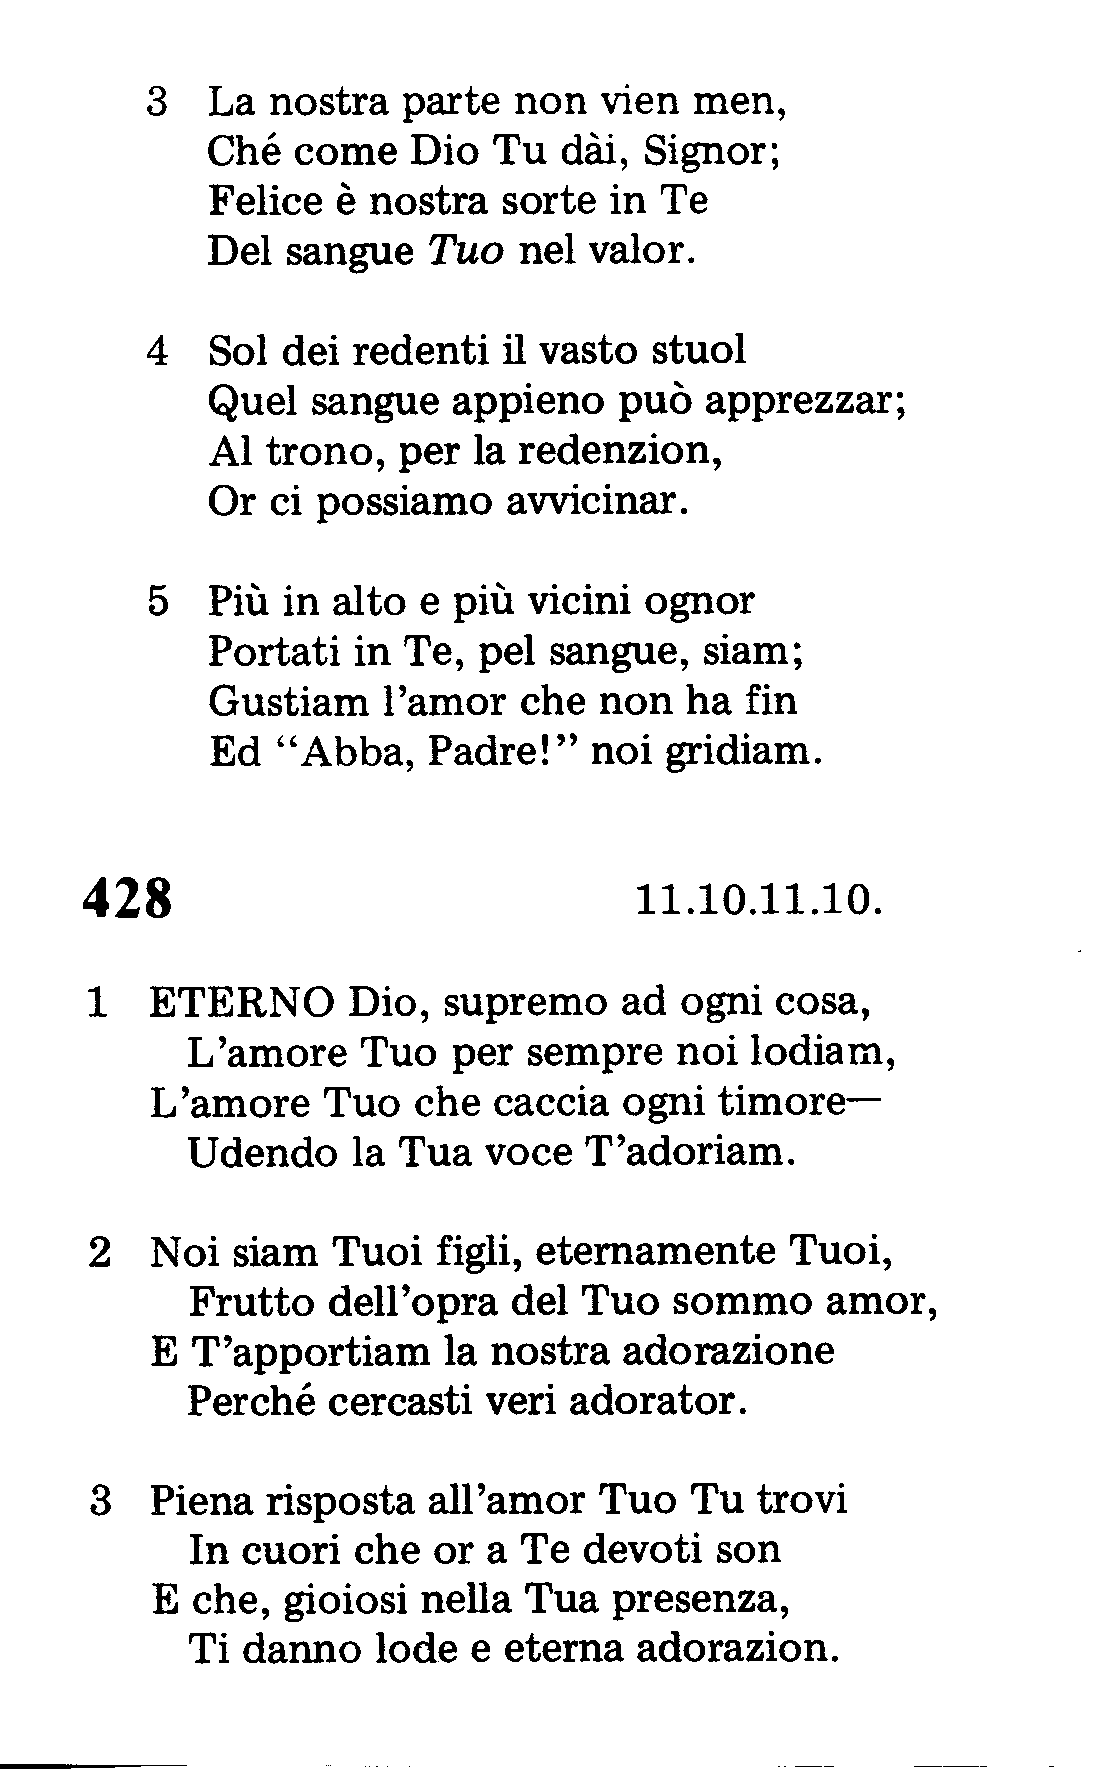 3 La nostra parte non vien men,
Ché come Dio Tu dài, Signor;
Felice è nostra sorte in Te
Del sangue Tuo nel valor.
4 Sol dei redenti il vasto stuol
Quel sangue appieno può apprezzar;
Al trono, per la redenzion,
Or ci possiamo avvicinar.
5 Più in alto e più vicini ognor
Portati in Te, pel sangue, siam;
Gustiam l’amor che non ha fin
Ed “Abba, Padre!” noi gridiam.
428 11.10.11.10.
1 ETERNO Dio, supremo ad ogni cosa,
L’amore Tuo per sempre noi lodiam,
L’amore Tuo che caccia ogni timore—
Udendo la Tua voce T’adoriam.
2 Noi siam Tuoi figli, eternamente Tuoi,
Frutto dell’opra del Tuo sommo amor,
E T’apportiam la nostra adorazione
Perché cercasti veri adorator.
3 Piena risposta all’amor Tuo Tu trovi
In cuori che or a Te devoti son
E che, gioiosi nella Tua presenza,
Ti danno lode e eterna adorazion.